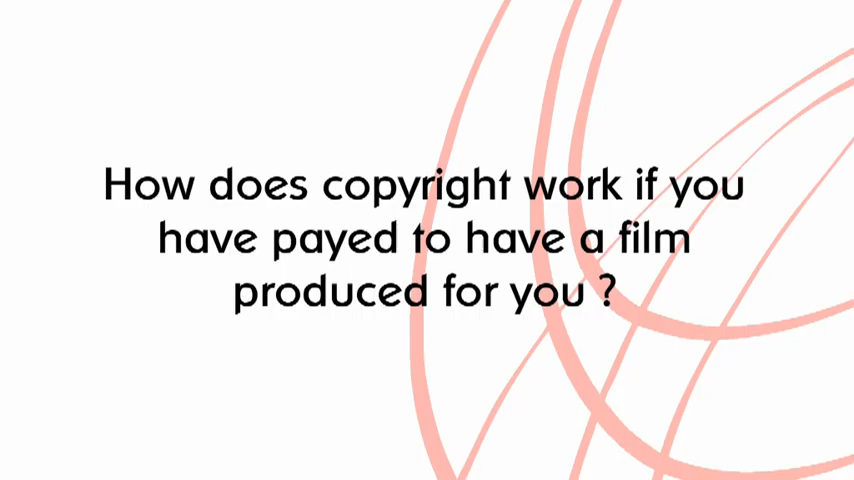 How does copyright work if you
have payed to have a film
produced for you ?